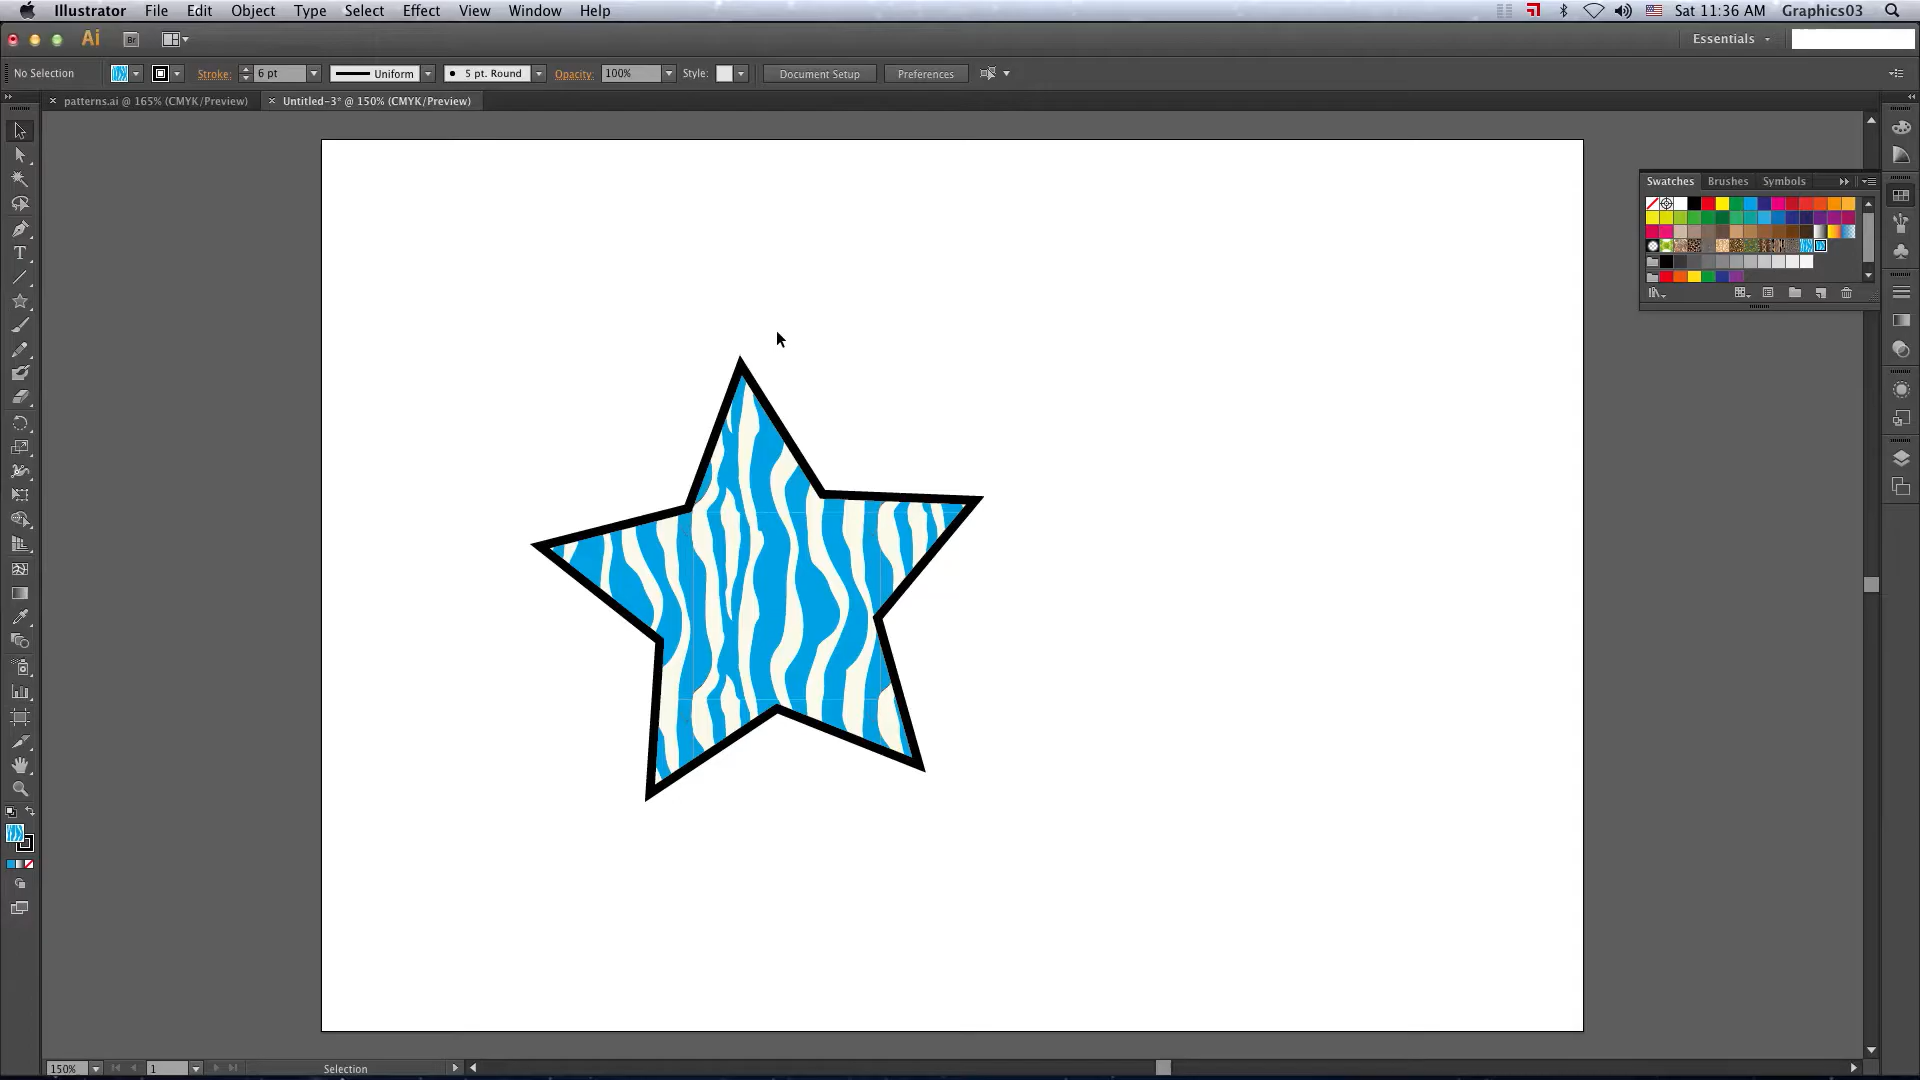 Illustrator File Edit Object Type Select Effect View Window Help Sat 11:36 AM Graphics03
Ai Br Essentials
No Selection Stroke: 6 pt Uniform 5 pt. Round Opacity: 100% Style: Document Setup Preferences
patterns.ai @ 165% (CMYK/Preview) Untitled-3* @ 150% (CMYK/Preview)
Swatches Brushes Symbols
150% 1 Selection